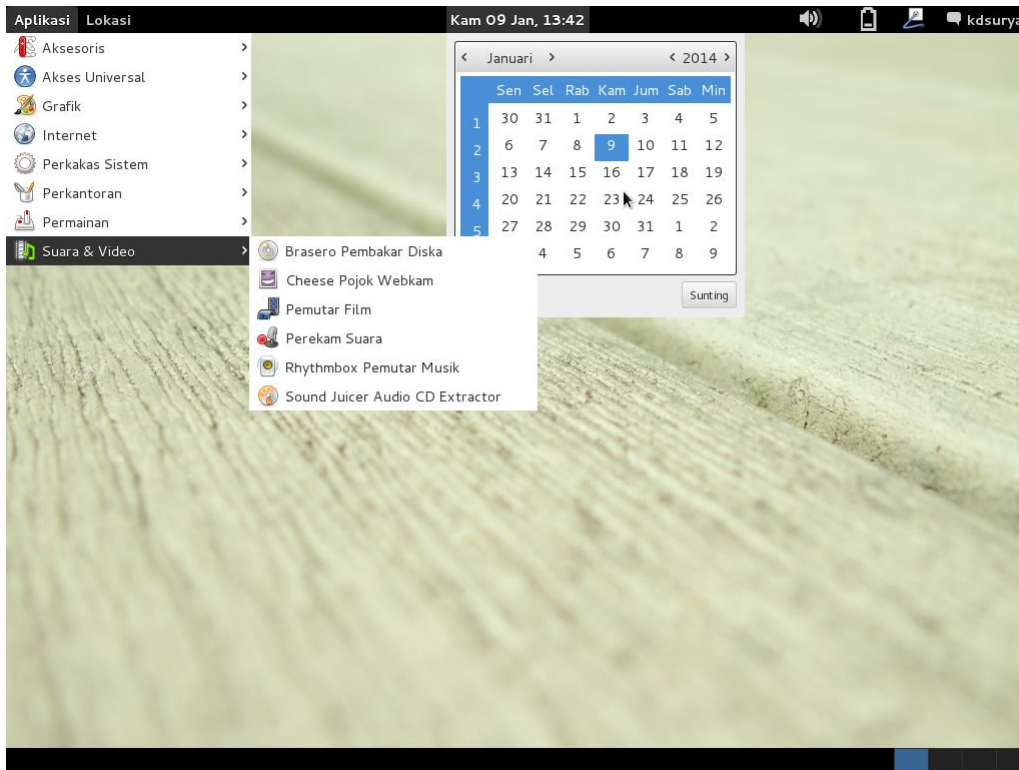 Aplikasi Lokasi Kam 09 Jan, 13:42 kdsurya
Aksesoris
Akses Universal
Grafik
Internet
Perkakas Sistem
Perkantoran
Permainan
Suara & Video
Brasero Pembakar Diska
Cheese Pojok Webkam
Pemutar Film
Perekam Suara
Rhythmbox Pemutar Musik
Sound Juicer Audio CD Extractor
‹ Januari › ‹ 2014 ›
Sen Sel Rab Kam Jum Sab Min
1 30 31 1 2 3 4 5
2 6 7 8 9 10 11 12
3 13 14 15 16 17 18 19
4 20 21 22 23 24 25 26
5 27 28 29 30 31 1 2
4 5 6 7 8 9
Sunting